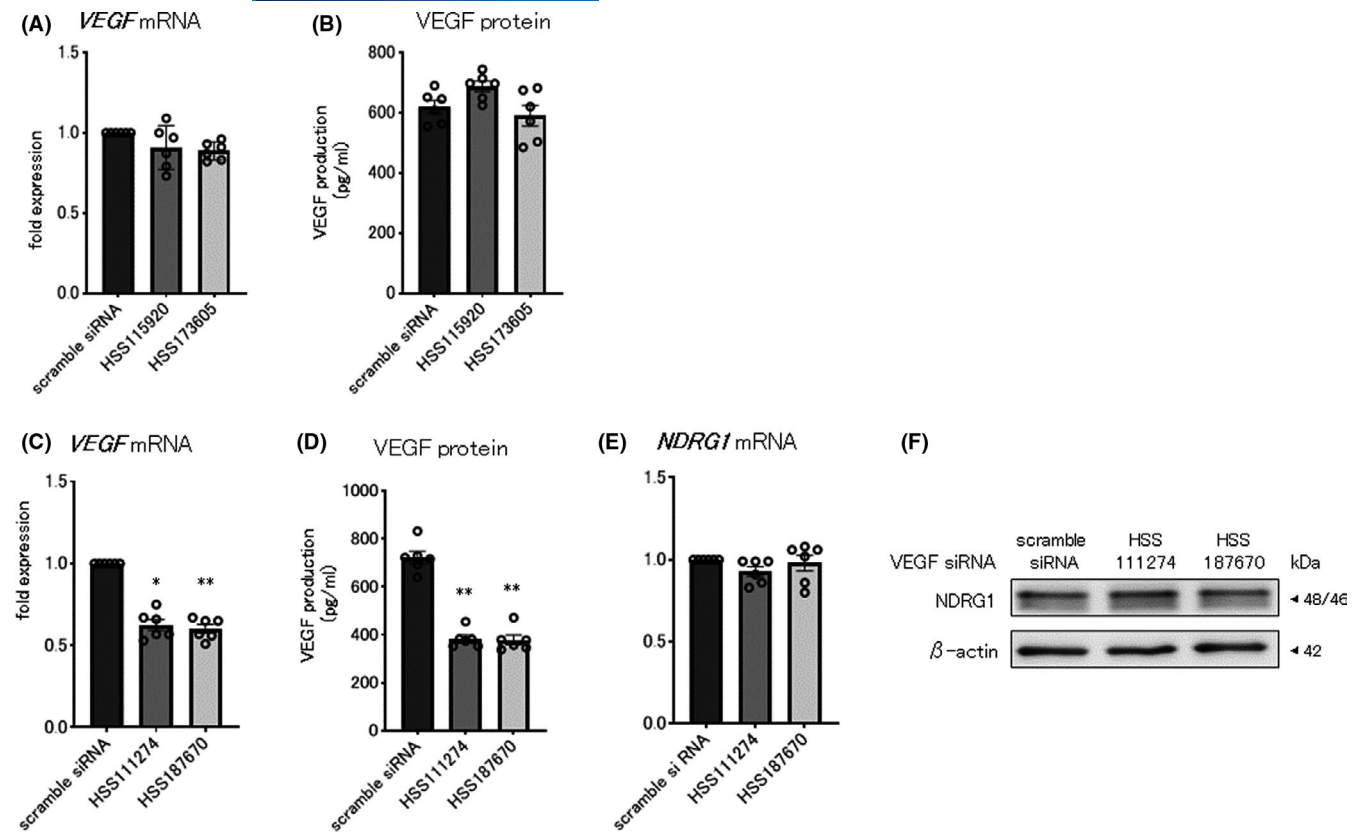 (A) VEGF mRNA
fold expression
1.5
1.0
0.5
0.0
scramble siRNA
HSS115920
HSS173605
(B) VEGF protein
VEGF production
(pg/ml)
800
600
400
200
0
scramble siRNA
HSS115920
HSS173605
(C) VEGF mRNA
fold expression
1.5
1.0
0.5
0.0
*
**
scramble siRNA
HSS111274
HSS187670
(D) VEGF protein
VEGF production
(pg/ml)
1000
800
600
400
200
0
**
**
scramble siRNA
HSS111274
HSS187670
(E) NDRG1 mRNA
1.5
1.0
0.5
0.0
scramble si RNA
HSS111274
HSS187670
(F)
scramble HSS HSS
VEGF siRNA siRNA 111274 187670 kDa
NDRG1 ◄ 48/46
β-actin ◄ 42